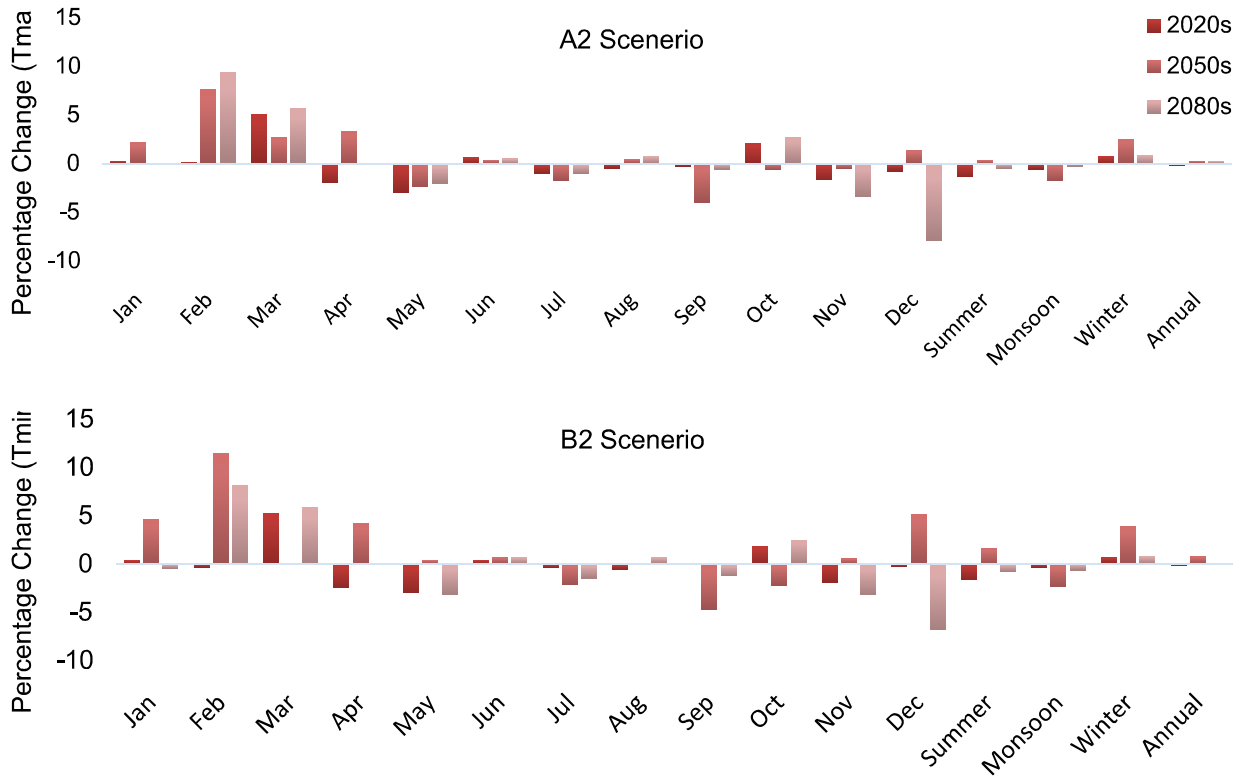 Percentage Change (Tma
15
10
5
0
-5
-10
A2 Scenerio
2020s
2050s
2080s
Jan
Feb
Mar
Apr
May
Jun
Jul
Aug
Sep
Oct
Nov
Dec
Summer
Monsoon
Winter
Annual
Percentage Change (Tmi
15
10
5
0
-5
-10
B2 Scenerio
Jan
Feb
Mar
Apr
May
Jun
Jul
Aug
Sep
Oct
Nov
Dec
Summer
Monsoon
Winter
Annual